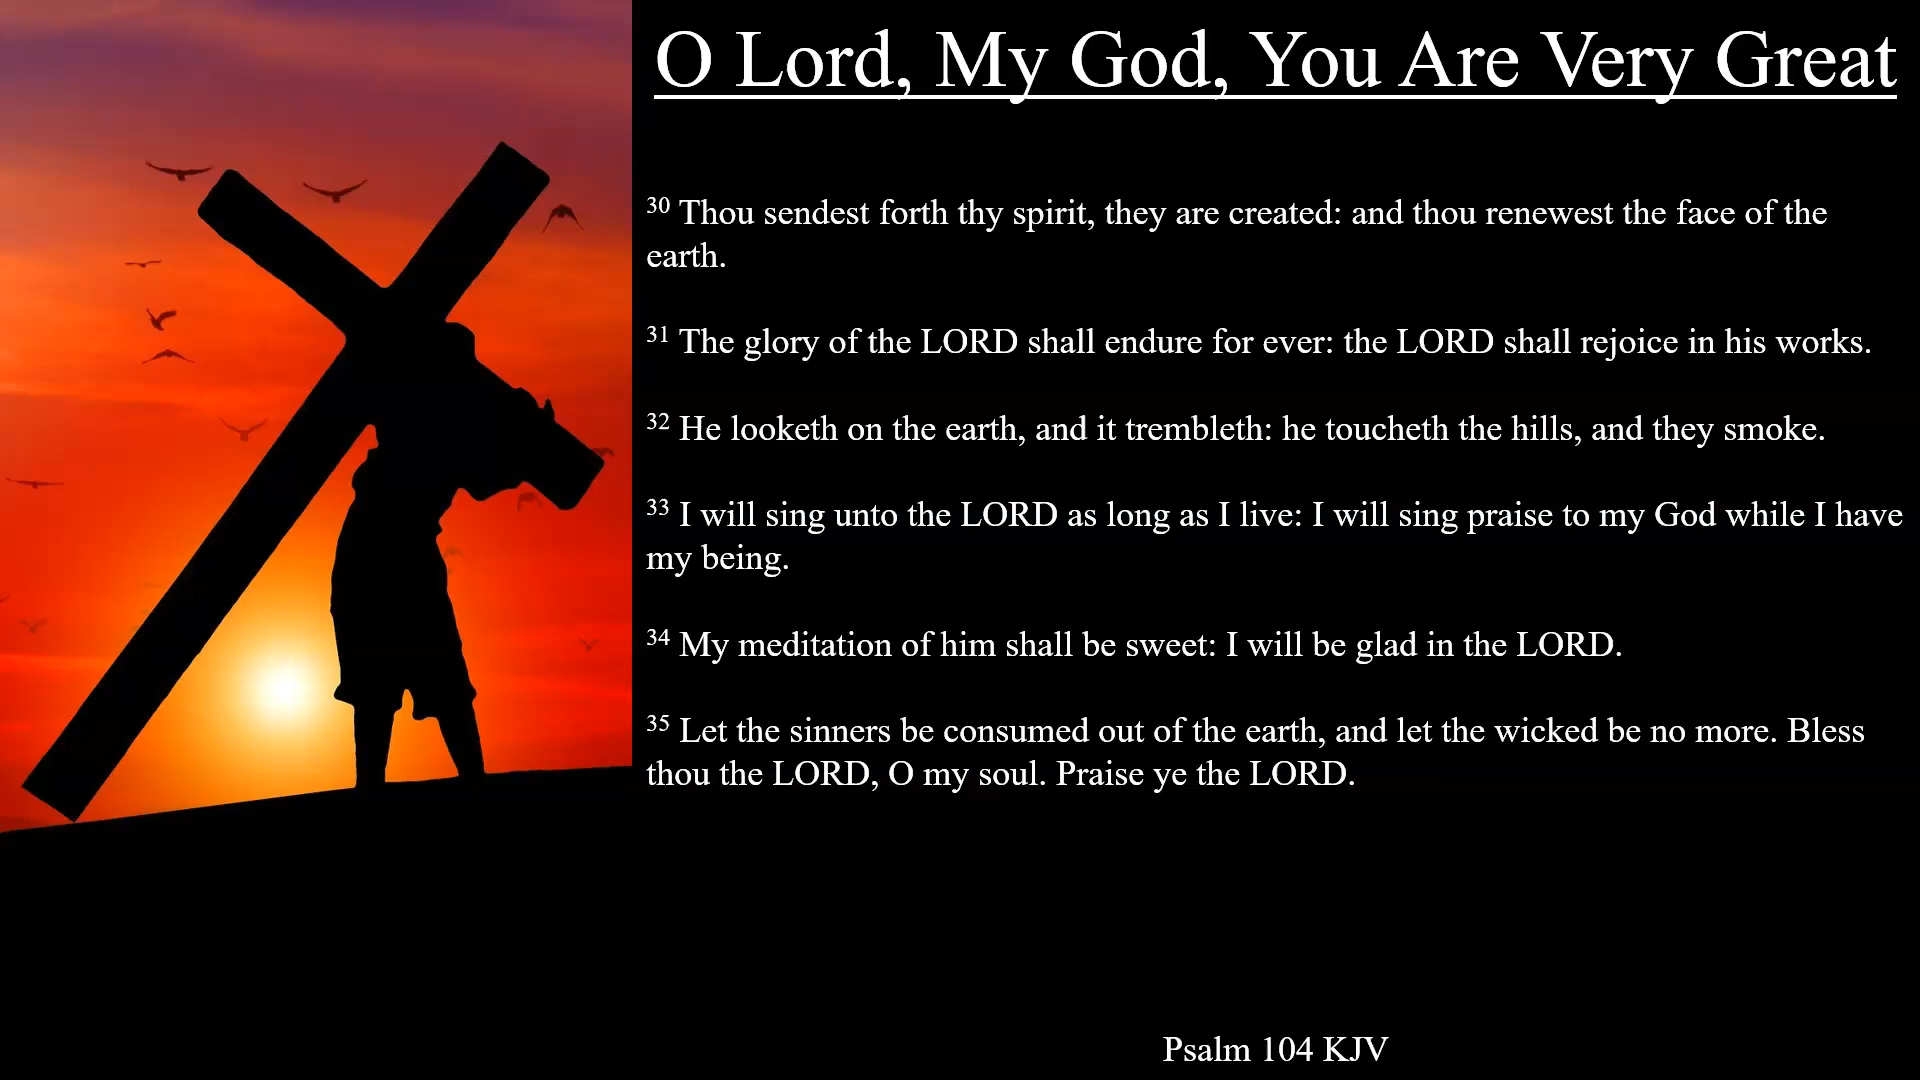 O Lord, My God, You Are Very Great
30 Thou sendest forth thy spirit, they are created: and thou renewest the face of the
earth.
31 The glory of the LORD shall endure for ever: the LORD shall rejoice in his works.
32 He looketh on the earth, and it trembleth: he toucheth the hills, and they smoke.
33 I will sing unto the LORD as long as I live: I will sing praise to my God while I have
my being.
34 My meditation of him shall be sweet: I will be glad in the LORD.
35 Let the sinners be consumed out of the earth, and let the wicked be no more. Bless
thou the LORD, O my soul. Praise ye the LORD.
Psalm 104 KJV